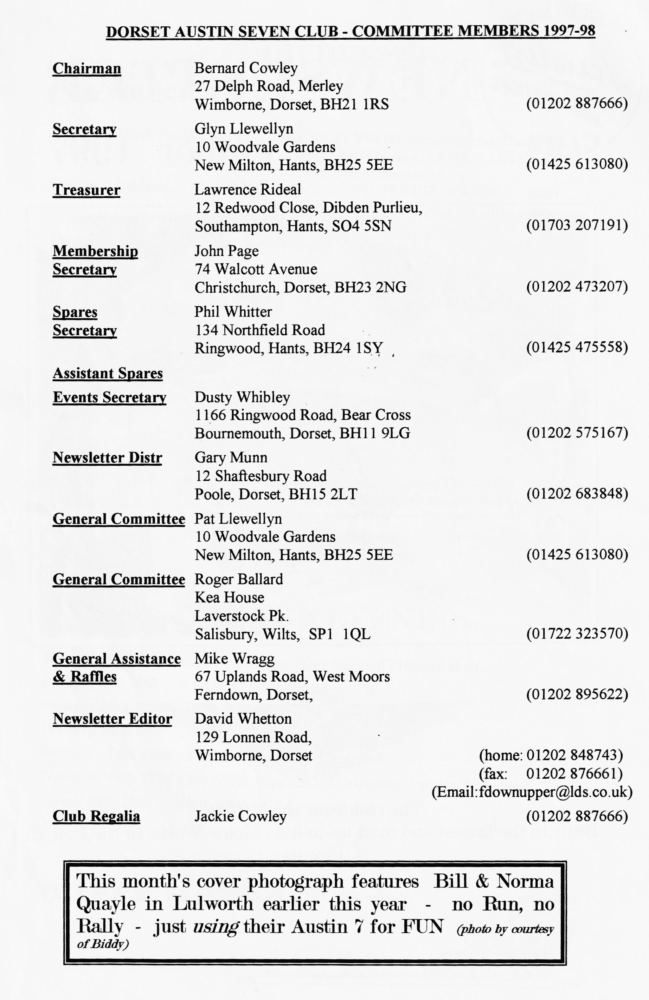 DORSET AUSTIN SEVEN CLUB - COMMITTEE MEMBERS 1997-98
Chairman Bernard Cowley
27 Delph Road, Merley
Wimborne, Dorset, BH21 1RS (01202 887666)
Secretary Glyn Llewellyn
10 Woodvale Gardens
New Milton, Hants, BH25 5EE (01425 613080)
Treasurer Lawrence Rideal
12 Redwood Close, Dibden Purlieu,
Southampton, Hants, SO4 5SN (01703 207191)
Membership John Page
Secretary 74 Walcott Avenue
Christchurch, Dorset, BH23 2NG (01202 473207)
Spares Phil Whitter
Secretary 134 Northfield Road
Ringwood, Hants, BH24 1SY (01425 475558)
Assistant Spares
Events Secretary Dusty Whibley
1166 Ringwood Road, Bear Cross
Bournemouth, Dorset, BH11 9LG (01202 575167)
Newsletter Distr Gary Munn
12 Shaftesbury Road
Poole, Dorset, BH15 2LT (01202 683848)
General Committee Pat Llewellyn
10 Woodvale Gardens
New Milton, Hants, BH25 5EE (01425 613080)
General Committee Roger Ballard
Kea House
Laverstock Pk.
Salisbury, Wilts, SP1 1QL (01722 323570)
General Assistance Mike Wragg
& Raffles 67 Uplands Road, West Moors
Ferndown, Dorset, (01202 895622)
Newsletter Editor David Whetton
129 Lonnen Road,
Wimborne, Dorset (home: 01202 848743)
(fax: 01202 876661)
(Email:fdownupper@lds.co.uk)
Club Regalia Jackie Cowley (01202 887666)
This month's cover photograph features Bill & Norma
Quayle in Lulworth earlier this year - no Run, no
Rally - just using their Austin 7 for FUN (photo by courtesy
of Biddy)